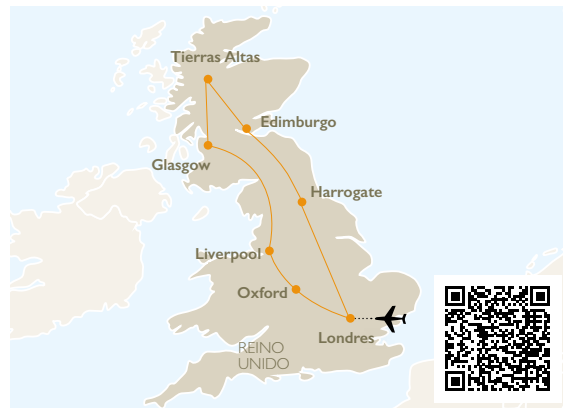 Tierras Altas
Edimburgo
Glasgow
Harrogate
Liverpool
Oxford
Londres
REINO
UNIDO